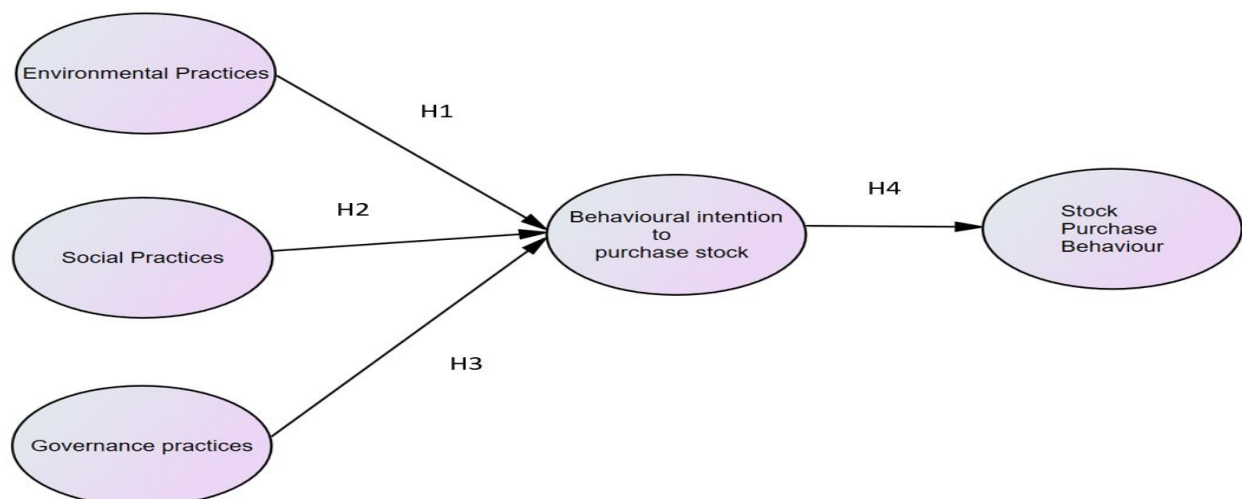 Environmental Practices
H1
H2
Social Practices
Behavioural intention
to
purchase stock
H4
Stock
Purchase
Behaviour
H3
Governance practices